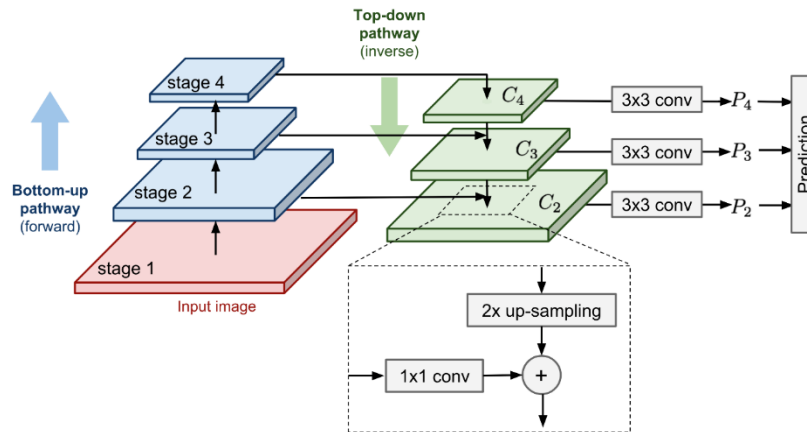 Top-down
pathway
(inverse)
stage 4
C₄
3x3 conv
P₄
stage 3
C₃
3x3 conv
P₃
Prediction
Bottom-up
pathway
(forward)
stage 2
C₂
3x3 conv
P₂
stage 1
Input image
2x up-sampling
1x1 conv
+